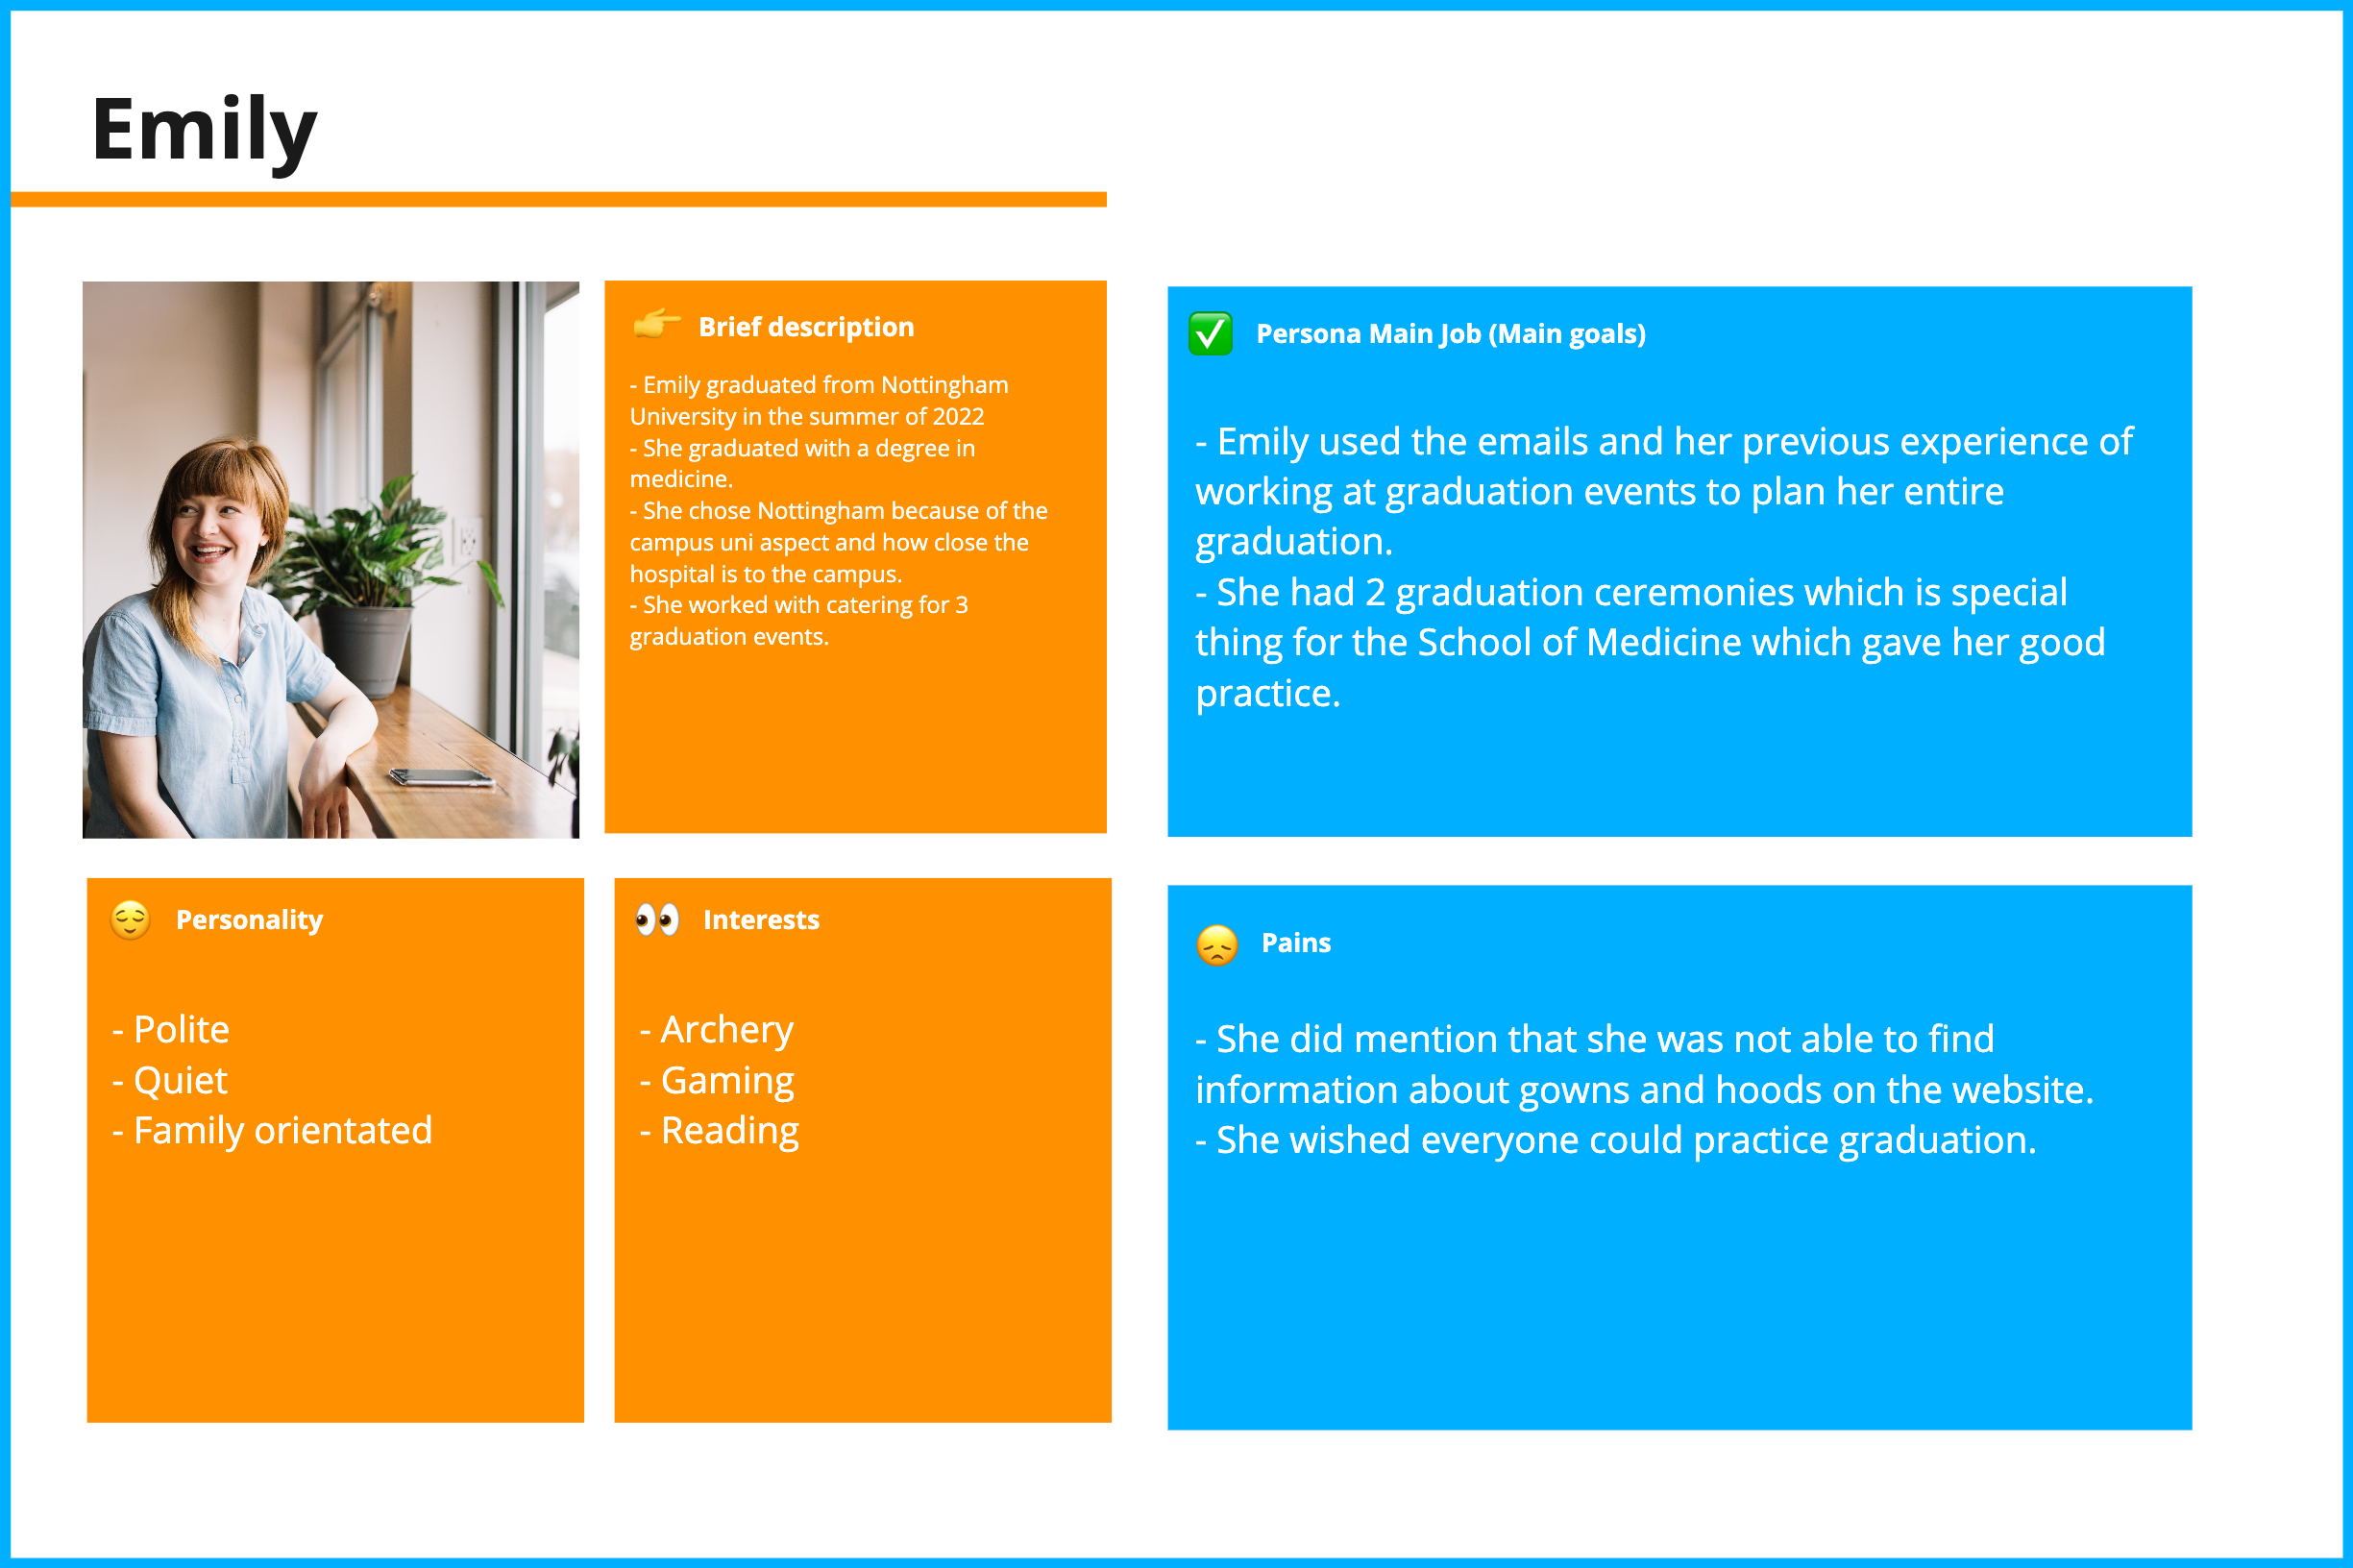 Emily
Brief description
- Emily graduated from Nottingham
University in the summer of 2022
- She graduated with a degree in
medicine.
- She chose Nottingham because of the
campus uni aspect and how close the
hospital is to the campus.
- She worked with catering for 3
graduation events.
Persona Main Job (Main goals)
- Emily used the emails and her previous experience of
working at graduation events to plan her entire
graduation.
- She had 2 graduation ceremonies which is special
thing for the School of Medicine which gave her good
practice.
Personality
- Polite
- Quiet
- Family orientated
Interests
- Archery
- Gaming
- Reading
Pains
- She did mention that she was not able to find
information about gowns and hoods on the website.
- She wished everyone could practice graduation.